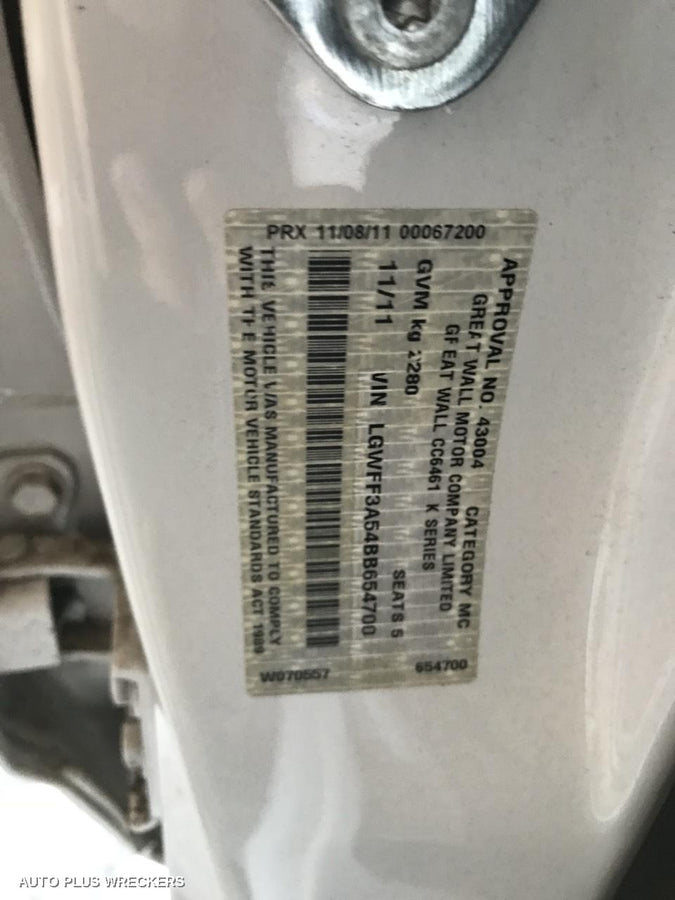 PRX 11/08/11 00067200
APPROVAL NO. 43004 CATEGORY MC
GREAT WALL MOTOR COMPANY LIMITED
GREAT WALL CC6461 K SERIES
GVM kg 2280 SEATS 5
11/11 VIN LGWFF3A54BB654700
THIS VEHICLE WAS MANUFACTURED TO COMPLY
WITH THE MOTOR VEHICLE STANDARDS ACT 1989
W070557
654700
AUTO PLUS WRECKERS